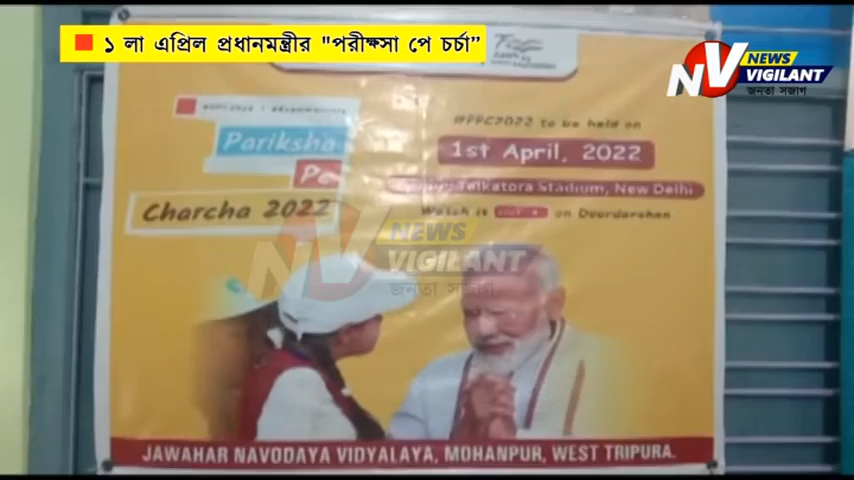 ১ লা এপ্রিল প্রধানমন্ত্রীর "পরীক্ষসা পে চর্চা"
NV NEWS VIGILANT
জনতা সজাগ
#PPC2022 to be held on
1st April, 2022
Talkatora Stadium, New Delhi
Watch it on Doordarshan
Pariksha
Pe
Charcha 2022
NV NEWS VIGILANT
জনতা সজাগ
JAWAHAR NAVODAYA VIDYALAYA, MOHANPUR, WEST TRIPURA.